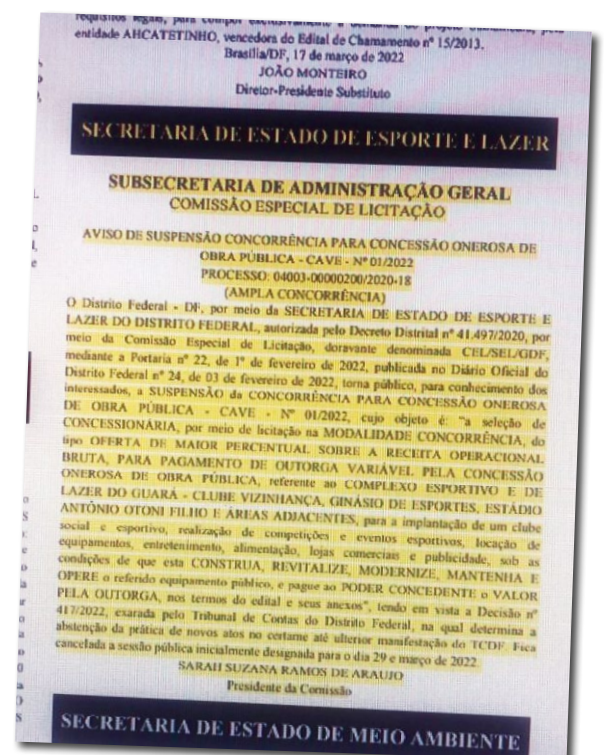 requisitos legais, para compor exclusivamente a demanda do projeto
entidade AHCATETINHO, vencedora do Edital de Chamamento nº 15/2013.
Brasília/DF, 17 de março de 2022
JOÃO MONTEIRO
Diretor-Presidente Substituto
SECRETARIA DE ESTADO DE ESPORTE E LAZER
SUBSECRETARIA DE ADMINISTRAÇÃO GERAL
COMISSÃO ESPECIAL DE LICITAÇÃO
AVISO DE SUSPENSÃO CONCORRÊNCIA PARA CONCESSÃO ONEROSA DE
OBRA PÚBLICA - CAVE - Nº 01/2022
PROCESSO: 04003-00000200/2020-18
(AMPLA CONCORRÊNCIA)
O Distrito Federal - DF, por meio da SECRETARIA DE ESTADO DE ESPORTE E
LAZER DO DISTRITO FEDERAL, autorizada pelo Decreto Distrital nº 41.497/2020, por
meio da Comissão Especial de Licitação, doravante denominada CEL/SEL/GDF,
mediante a Portaria nº 22, de 1º de fevereiro de 2022, publicada no Diário Oficial do
Distrito Federal nº 24, de 03 de fevereiro de 2022, torna público, para conhecimento dos
interessados, a SUSPENSÃO da CONCORRÊNCIA PARA CONCESSÃO ONEROSA
DE OBRA PÚBLICA - CAVE - Nº 01/2022, cujo objeto é: "a seleção de
CONCESSIONÁRIA, por meio de licitação na MODALIDADE CONCORRÊNCIA, do
tipo OFERTA DE MAIOR PERCENTUAL SOBRE A RECEITA OPERACIONAL
BRUTA, PARA PAGAMENTO DE OUTORGA VARIÁVEL PELA CONCESSÃO
ONEROSA DE OBRA PÚBLICA, referente ao COMPLEXO ESPORTIVO E DE
LAZER DO GUARÁ - CLUBE VIZINHANÇA, GINÁSIO DE ESPORTES, ESTÁDIO
ANTÔNIO OTONI FILHO E ÁREAS ADJACENTES, para a implantação de um clube
social e esportivo, realização de competições e eventos esportivos, locação de
equipamentos, entretenimento, alimentação, lojas comerciais e publicidade, sob as
condições de que esta CONSTRUA, REVITALIZE, MODERNIZE, MANTENHA E
OPERE o referido equipamento público, e pague ao PODER CONCEDENTE o VALOR
PELA OUTORGA, nos termos do edital e seus anexos", tendo em vista a Decisão nº
417/2022, exarada pelo Tribunal de Contas do Distrito Federal, na qual determina a
abstenção da prática de novos atos no certame até ulterior manifestação do TCDF. Fica
cancelada a sessão pública inicialmente designada para o dia 29 e março de 2022.
SARAH SUZANA RAMOS DE ARAUJO
Presidente da Comissão
SECRETARIA DE ESTADO DE MEIO AMBIENTE